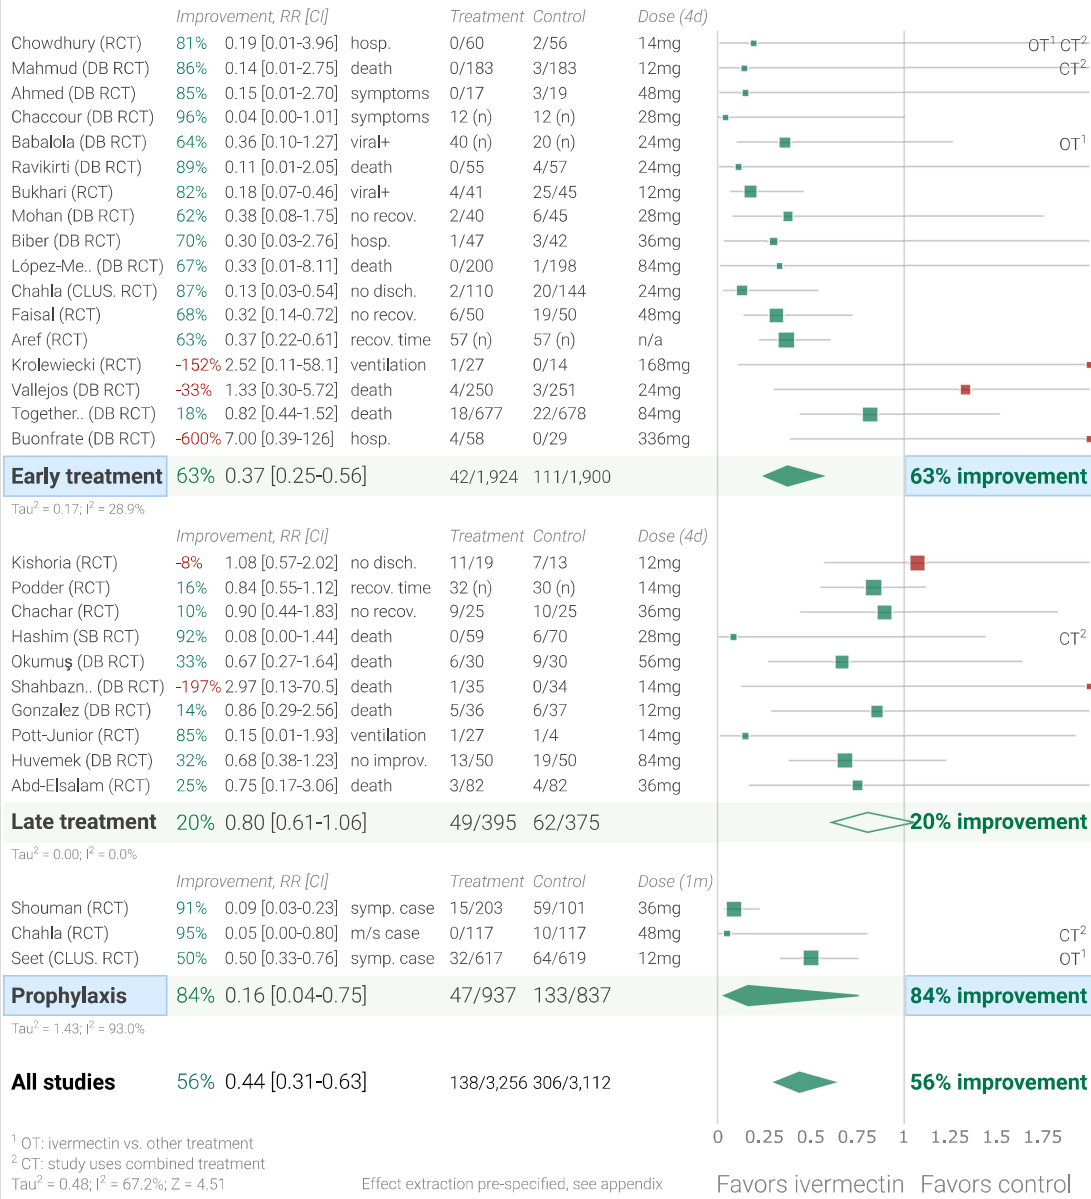 Improvement, RR [CI] Treatment Control Dose (4d)
Chowdhury (RCT) 81% 0.19 [0.01-3.96] hosp. 0/60 2/56 14mg OT¹ CT²
Mahmud (DB RCT) 86% 0.14 [0.01-2.75] death 0/183 3/183 12mg CT²
Ahmed (DB RCT) 85% 0.15 [0.01-2.70] symptoms 0/17 3/19 48mg
Chaccour (DB RCT) 96% 0.04 [0.00-1.01] symptoms 12 (n) 12 (n) 28mg
Babalola (DB RCT) 64% 0.36 [0.10-1.27] viral+ 40 (n) 20 (n) 24mg OT¹
Ravikirti (DB RCT) 89% 0.11 [0.01-2.05] death 0/55 4/57 24mg
Bukhari (RCT) 82% 0.18 [0.07-0.46] viral+ 4/41 25/45 12mg
Mohan (DB RCT) 62% 0.38 [0.08-1.75] no recov. 2/40 6/45 28mg
Biber (DB RCT) 70% 0.30 [0.03-2.76] hosp. 1/47 3/42 36mg
López-Me.. (DB RCT) 67% 0.33 [0.01-8.11] death 0/200 1/198 84mg
Chahla (CLUS. RCT) 87% 0.13 [0.03-0.54] no disch. 2/110 20/144 24mg
Faisal (RCT) 68% 0.32 [0.14-0.72] no recov. 6/50 19/50 48mg
Aref (RCT) 63% 0.37 [0.22-0.61] recov. time 57 (n) 57 (n) n/a
Krolewiecki (RCT) -152% 2.52 [0.11-58.1] ventilation 1/27 0/14 168mg
Vallejos (DB RCT) -33% 1.33 [0.30-5.72] death 4/250 3/251 24mg
Together.. (DB RCT) 18% 0.82 [0.44-1.52] death 18/677 22/678 84mg
Buonfrate (DB RCT) -600% 7.00 [0.39-126] hosp. 4/58 0/29 336mg
Early treatment 63% 0.37 [0.25-0.56] 42/1,924 111/1,900 63% improvement
Tau² = 0.17; I² = 28.9%
Improvement, RR [CI] Treatment Control Dose (4d)
Kishoria (RCT) -8% 1.08 [0.57-2.02] no disch. 11/19 7/13 12mg
Podder (RCT) 16% 0.84 [0.55-1.12] recov. time 32 (n) 30 (n) 14mg
Chachar (RCT) 10% 0.90 [0.44-1.83] no recov. 9/25 10/25 36mg
Hashim (SB RCT) 92% 0.08 [0.00-1.44] death 0/59 6/70 28mg CT²
Okumuş (DB RCT) 33% 0.67 [0.27-1.64] death 6/30 9/30 56mg
Shahbazn.. (DB RCT) -197% 2.97 [0.13-70.5] death 1/35 0/34 14mg
Gonzalez (DB RCT) 14% 0.86 [0.29-2.56] death 5/36 6/37 12mg
Pott-Junior (RCT) 85% 0.15 [0.01-1.93] ventilation 1/27 1/4 14mg
Huvemek (DB RCT) 32% 0.68 [0.38-1.23] no improv. 13/50 19/50 84mg
Abd-Elsalam (RCT) 25% 0.75 [0.17-3.06] death 3/82 4/82 36mg
Late treatment 20% 0.80 [0.61-1.06] 49/395 62/375 20% improvement
Tau² = 0.00; I² = 0.0%
Improvement, RR [CI] Treatment Control Dose (1m)
Shouman (RCT) 91% 0.09 [0.03-0.23] symp. case 15/203 59/101 36mg
Chahla (RCT) 95% 0.05 [0.00-0.80] m/s case 0/117 10/117 48mg CT²
Seet (CLUS. RCT) 50% 0.50 [0.33-0.76] symp. case 32/617 64/619 12mg OT¹
Prophylaxis 84% 0.16 [0.04-0.75] 47/937 133/837 84% improvement
Tau² = 1.43; I² = 93.0%
All studies 56% 0.44 [0.31-0.63] 138/3,256 306/3,112 56% improvement
0 0.25 0.5 0.75 1 1.25 1.5 1.75
¹ OT: ivermectin vs. other treatment
² CT: study uses combined treatment
Tau² = 0.48; I² = 67.2%; Z = 4.51 Effect extraction pre-specified, see appendix Favors ivermectin Favors control